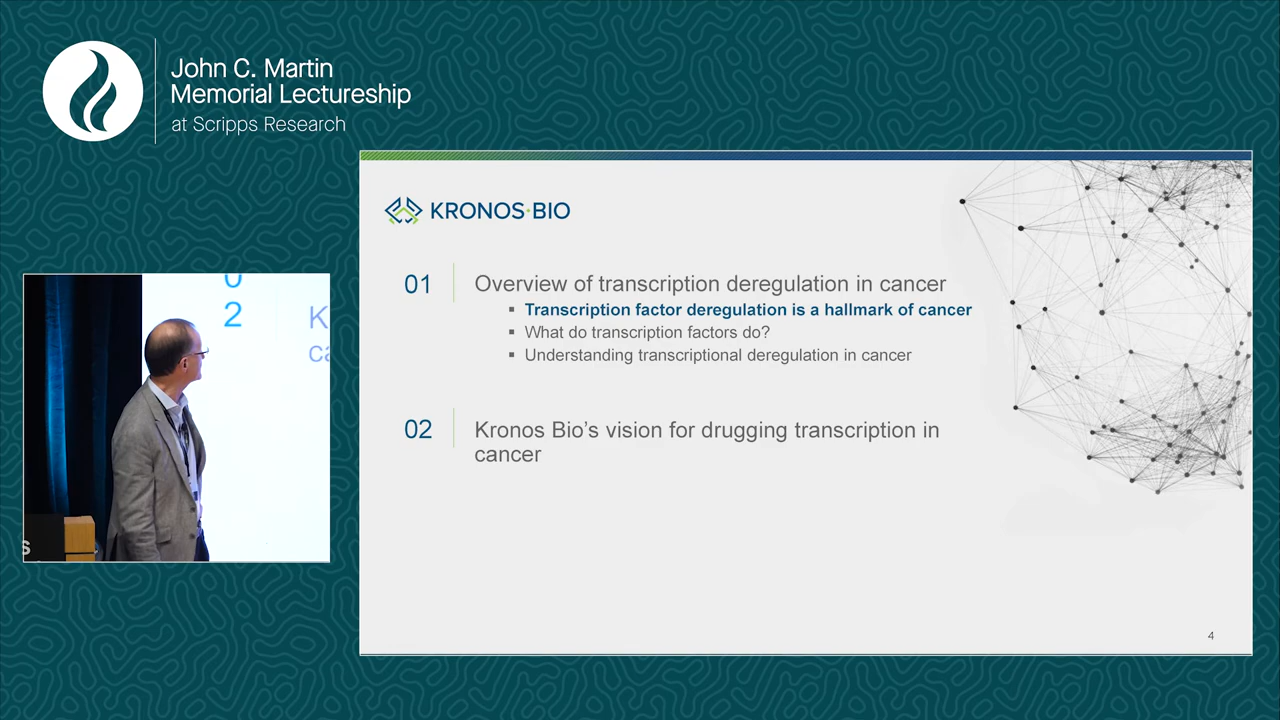 John C. Martin
Memorial Lectureship
at Scripps Research
KRONOS·BIO
01
Overview of transcription deregulation in cancer
▪ Transcription factor deregulation is a hallmark of cancer
▪ What do transcription factors do?
▪ Understanding transcriptional deregulation in cancer
02
Kronos Bio’s vision for drugging transcription in
cancer
4
2
K
ca
s